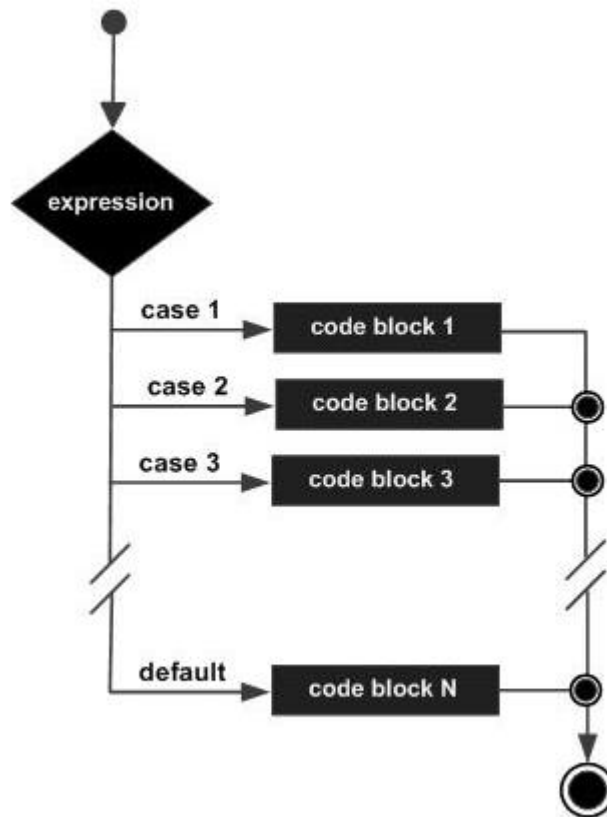 expression
case 1
code block 1
case 2
code block 2
case 3
code block 3
default
code block N